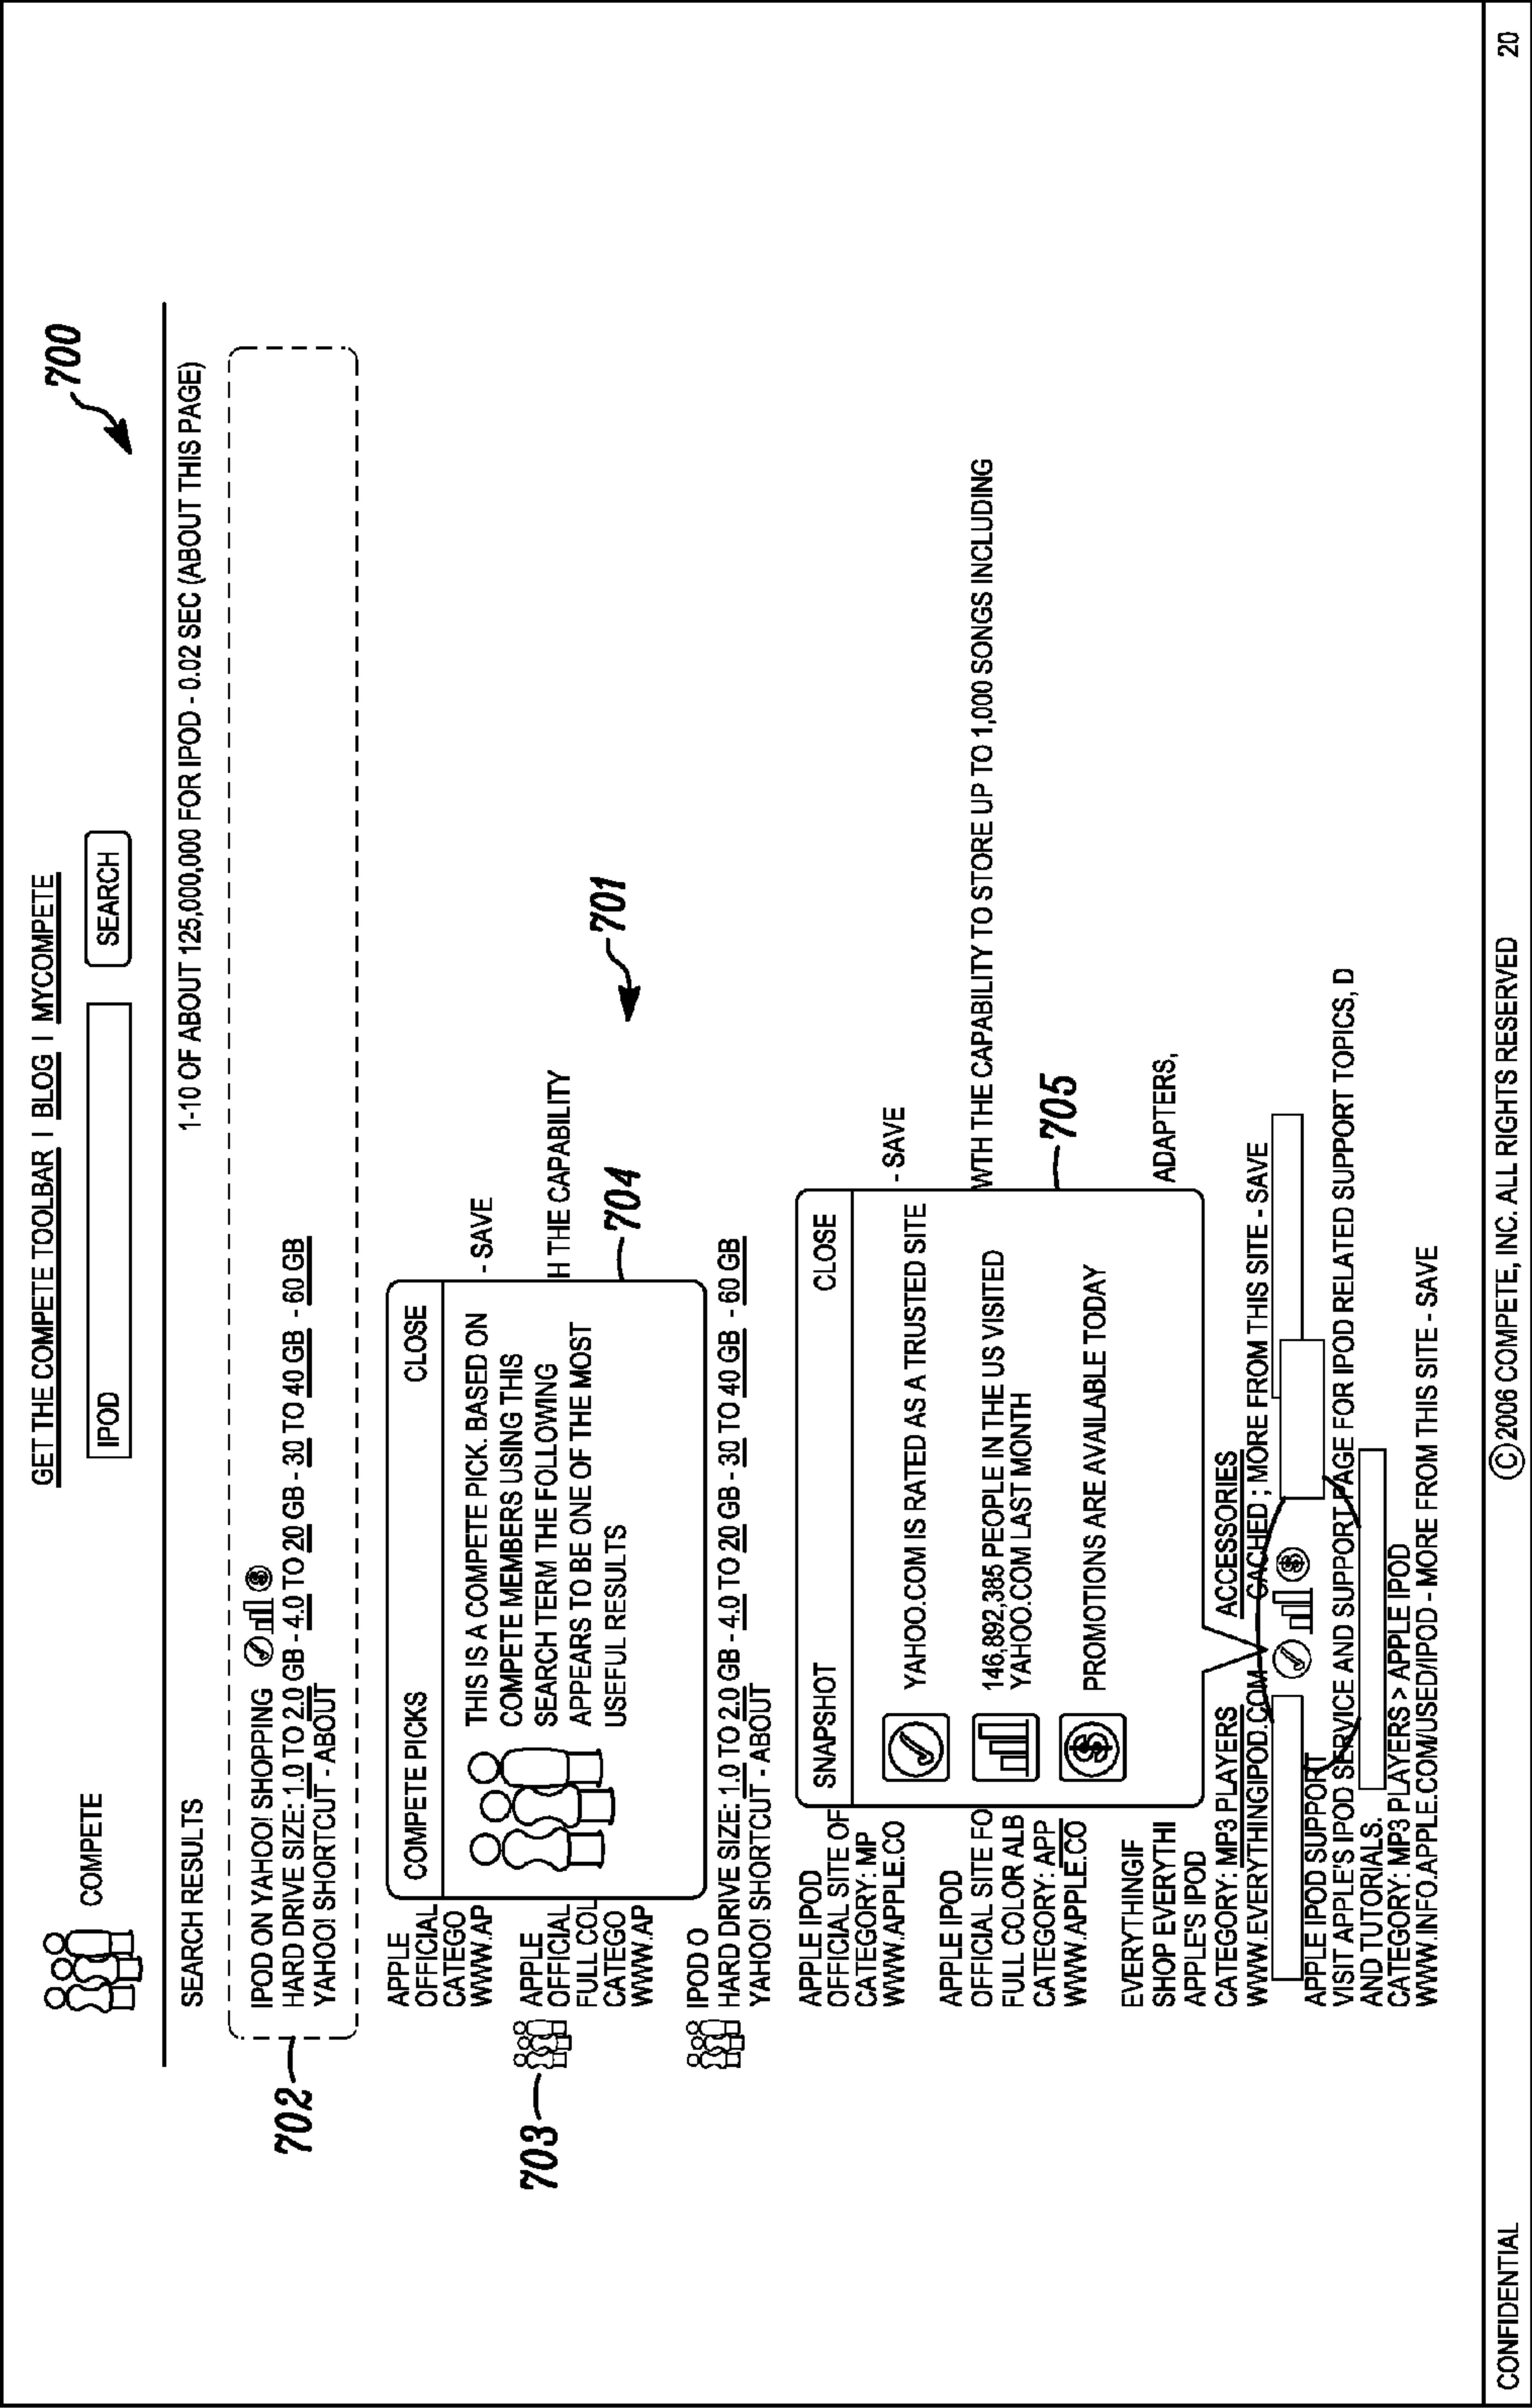 GET THE COMPETE TOOLBAR | BLOG | MYCOMPETE
COMPETE
IPOD
SEARCH
700
SEARCH RESULTS
1-10 OF ABOUT 125,000,000 FOR IPOD - 0.02 SEC (ABOUT THIS PAGE)
702
IPOD ON YAHOO! SHOPPING
HARD DRIVE SIZE: 1.0 TO 2.0 GB - 4.0 TO 20 GB - 30 TO 40 GB - 60 GB
YAHOO! SHORTCUT - ABOUT
APPLE
OFFICIAL
CATEGO
WWW.AP
- SAVE
COMPETE PICKS
CLOSE
THIS IS A COMPETE PICK. BASED ON
COMPETE MEMBERS USING THIS
SEARCH TERM THE FOLLOWING
APPEARS TO BE ONE OF THE MOST
USEFUL RESULTS
703
APPLE
OFFICIAL
H THE CAPABILITY
FULL COL
CATEGO
WWW.AP
704
701
IPOD O
HARD DRIVE SIZE: 1.0 TO 2.0 GB - 4.0 TO 20 GB - 30 TO 40 GB - 60 GB
YAHOO! SHORTCUT - ABOUT
APPLE IPOD
OFFICIAL SITE OF
CATEGORY: MP
WWW.APPLE.CO
- SAVE
SNAPSHOT
CLOSE
YAHOO.COM IS RATED AS A TRUSTED SITE
146,892,385 PEOPLE IN THE US VISITED
YAHOO.COM LAST MONTH
PROMOTIONS ARE AVAILABLE TODAY
705
APPLE IPOD
OFFICIAL SITE FO
WTH THE CAPABILITY TO STORE UP TO 1,000 SONGS INCLUDING
FULL COLOR ALB
CATEGORY: APP
WWW.APPLE.CO
EVERYTHINGIF
SHOP EVERYTHI
ADAPTERS,
APPLE'S IPOD
CATEGORY: MP3 PLAYERS ACCESSORIES
WWW.EVERYTHINGIPOD.COM - CACHED ; MORE FROM THIS SITE - SAVE
APPLE IPOD SUPPORT
VISIT APPLE'S IPOD SERVICE AND SUPPORT PAGE FOR IPOD RELATED SUPPORT TOPICS, D
AND TUTORIALS.
CATEGORY: MP3 PLAYERS > APPLE IPOD
WWW.INFO.APPLE.COM/USED/IPOD - MORE FROM THIS SITE - SAVE
CONFIDENTIAL
© 2006 COMPETE, INC. ALL RIGHTS RESERVED
20